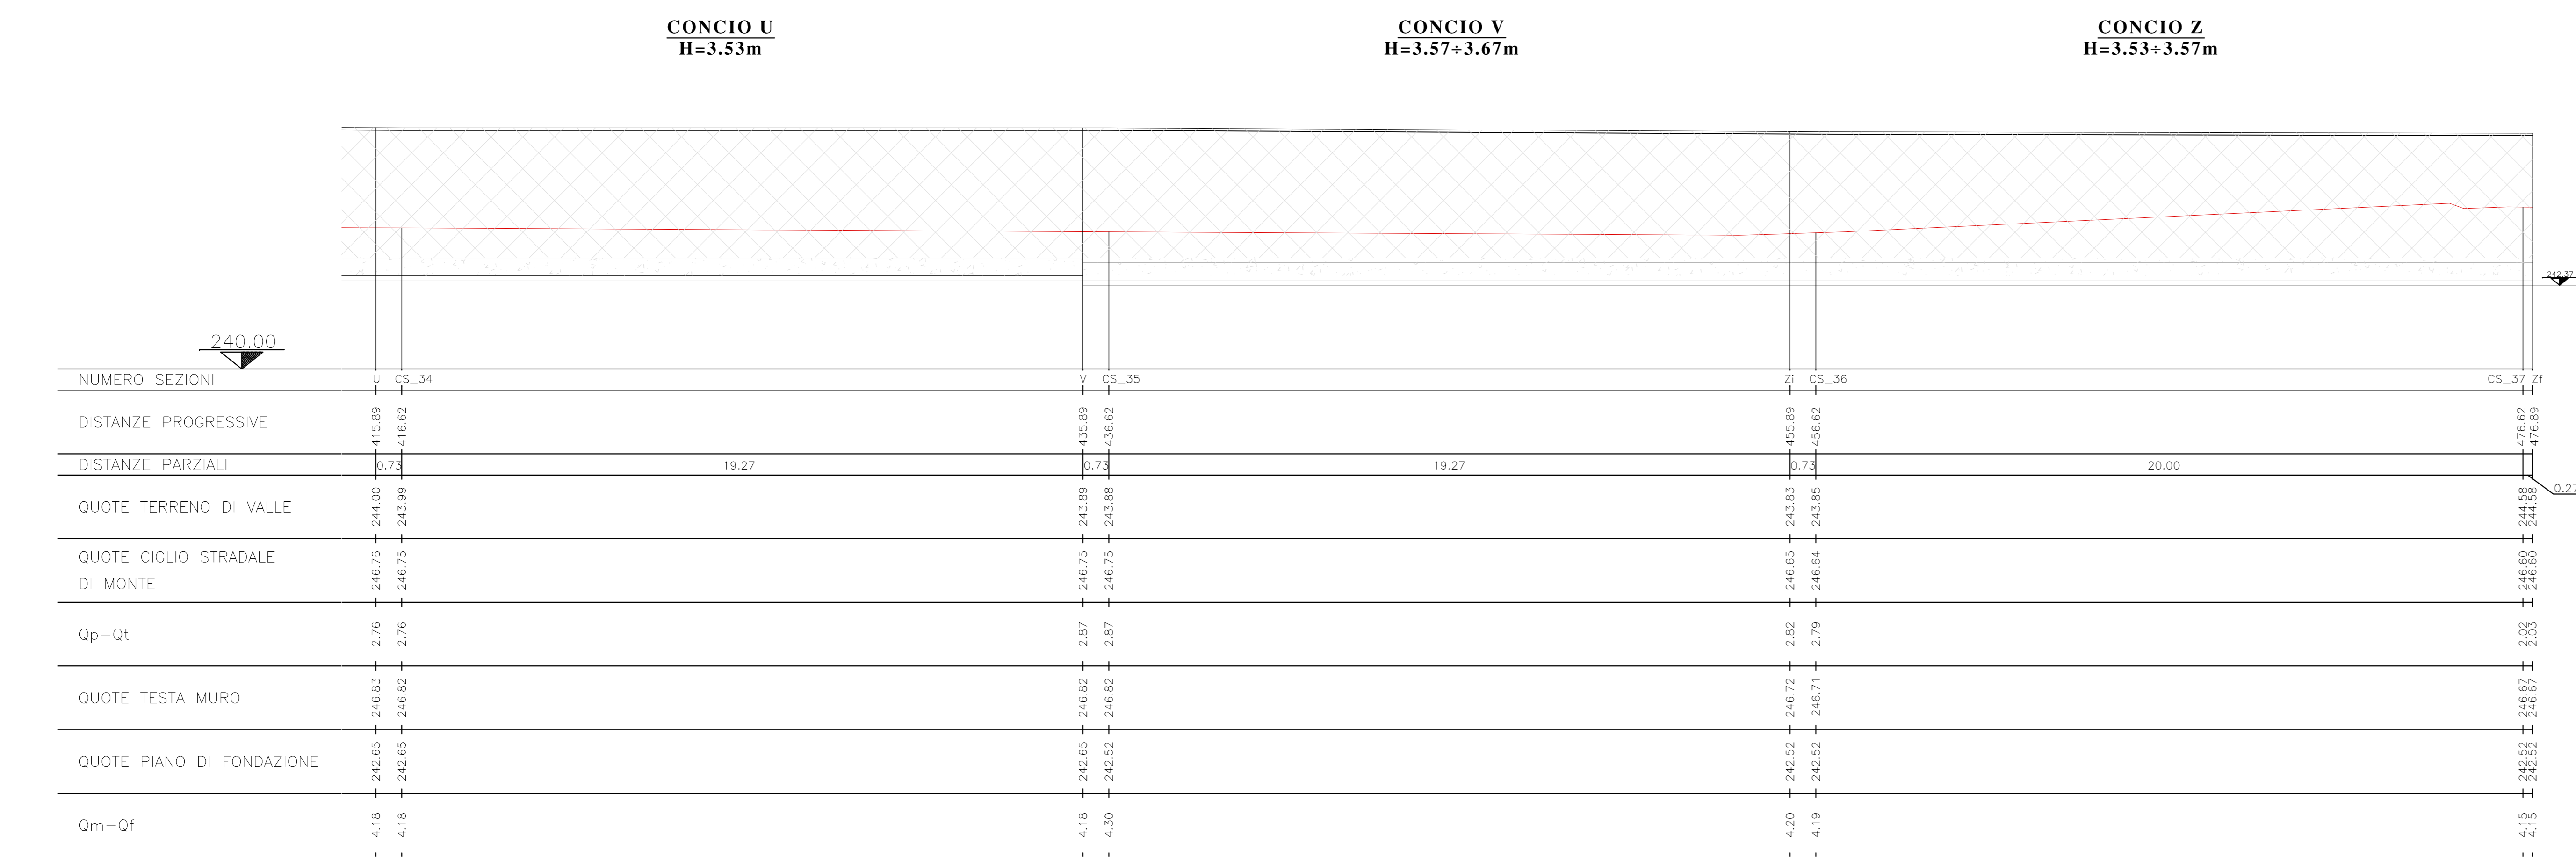 CONCIO U
H=3.53m
CONCIO V
H=3.57÷3.67m
CONCIO Z
H=3.53÷3.57m
242.37
240.00
NUMERO SEZIONI U CS_34 V CS_35 Zi CS_36 CS_37 Zf
DISTANZE PROGRESSIVE 415.89 416.62 435.89 436.62 455.89 456.62 476.62 476.89
DISTANZE PARZIALI 0.73 19.27 0.73 19.27 0.73 20.00 0.27
QUOTE TERRENO DI VALLE 244.00 243.99 243.89 243.88 243.83 243.85 244.58 244.58
QUOTE CIGLIO STRADALE
DI MONTE 246.76 246.75 246.75 246.75 246.65 246.64 246.60 246.60
Qp-Qt 2.76 2.76 2.87 2.87 2.82 2.79 2.02 2.03
QUOTE TESTA MURO 246.83 246.82 246.82 246.82 246.72 246.71 246.67 246.67
QUOTE PIANO DI FONDAZIONE 242.65 242.65 242.65 242.52 242.52 242.52 242.52 242.52
Qm-Qf 4.18 4.18 4.18 4.30 4.20 4.19 4.15 4.15